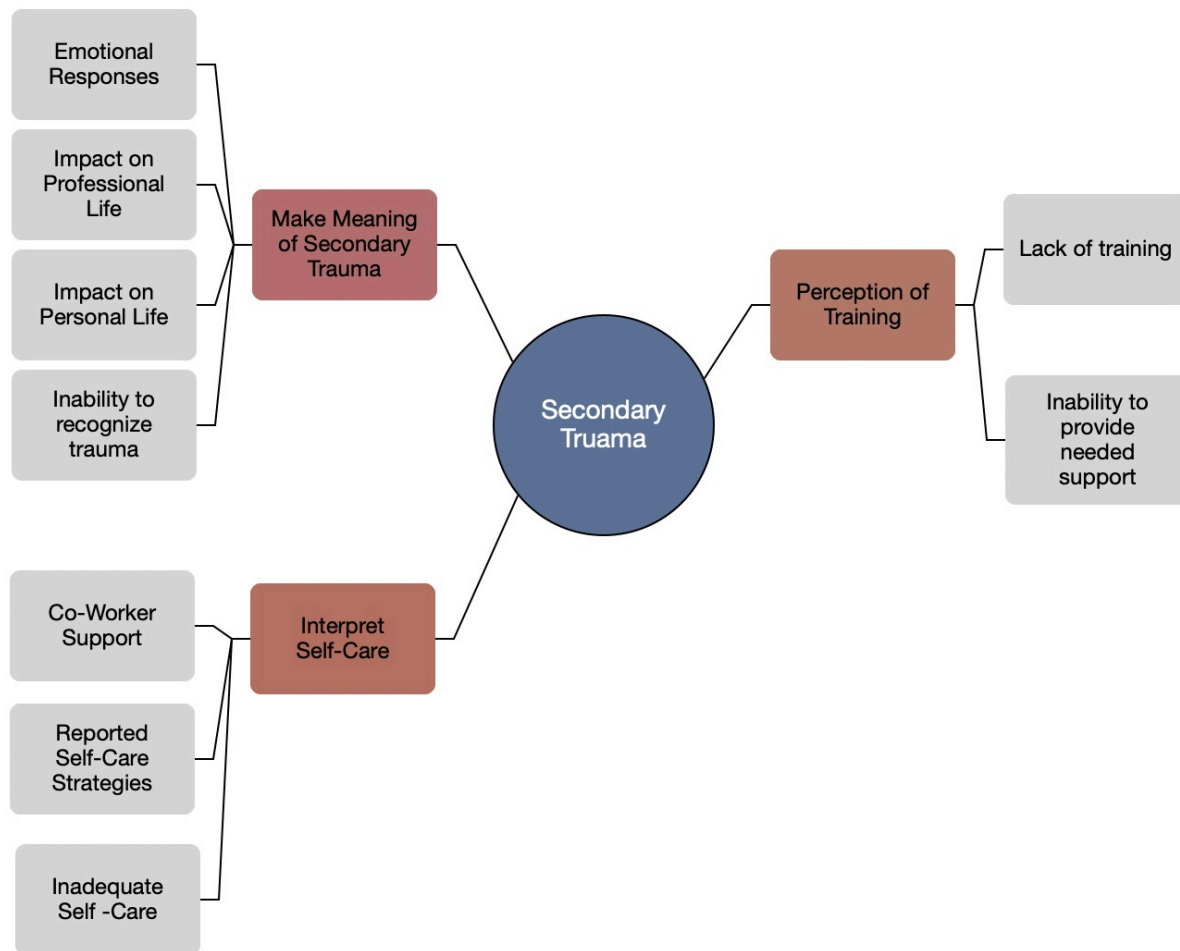 Emotional
Responses
Impact on
Professional
Life
Impact on
Personal Life
Inability to
recognize
trauma
Make Meaning
of Secondary
Trauma
Co-Worker
Support
Reported
Self-Care
Strategies
Inadequate
Self -Care
Interpret
Self-Care
Secondary
Truama
Perception of
Training
Lack of training
Inability to
provide
needed
support